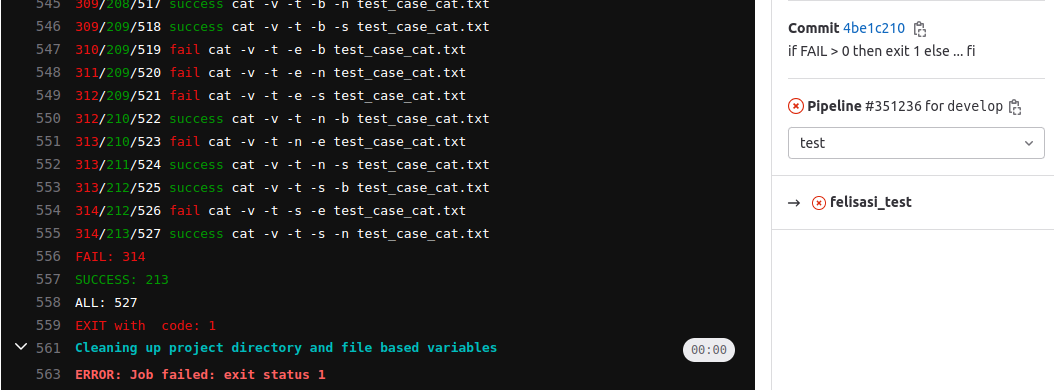 545 309/208/517 success cat -v -t -b -n test_case_cat.txt
546 309/209/518 success cat -v -t -b -s test_case_cat.txt
547 310/209/519 fail cat -v -t -e -b test_case_cat.txt
548 311/209/520 fail cat -v -t -e -n test_case_cat.txt
549 312/209/521 fail cat -v -t -e -s test_case_cat.txt
550 312/210/522 success cat -v -t -n -b test_case_cat.txt
551 313/210/523 fail cat -v -t -n -e test_case_cat.txt
552 313/211/524 success cat -v -t -n -s test_case_cat.txt
553 313/212/525 success cat -v -t -s -b test_case_cat.txt
554 314/212/526 fail cat -v -t -s -e test_case_cat.txt
555 314/213/527 success cat -v -t -s -n test_case_cat.txt
556 FAIL: 314
557 SUCCESS: 213
558 ALL: 527
559 EXIT with  code: 1
561 Cleaning up project directory and file based variables 00:00
563 ERROR: Job failed: exit status 1
Commit 4be1c210
if FAIL > 0 then exit 1 else ... fi
Pipeline #351236 for develop
test
→ felisasi_test